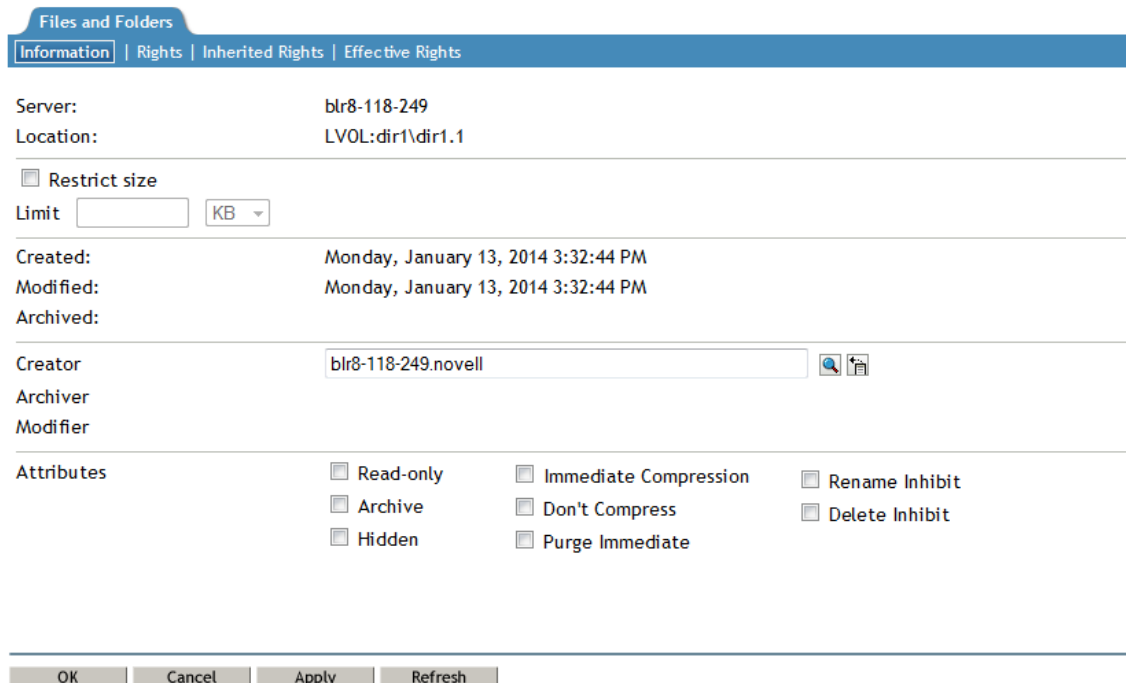 Files and Folders
Information | Rights | Inherited Rights | Effective Rights
Server: blr8-118-249
Location: LVOL:dir1\dir1.1
Restrict size
Limit KB
Created: Monday, January 13, 2014 3:32:44 PM
Modified: Monday, January 13, 2014 3:32:44 PM
Archived:
Creator blr8-118-249.novell
Archiver
Modifier
Attributes Read-only Immediate Compression Rename Inhibit
Archive Don't Compress Delete Inhibit
Hidden Purge Immediate
OK Cancel Apply Refresh